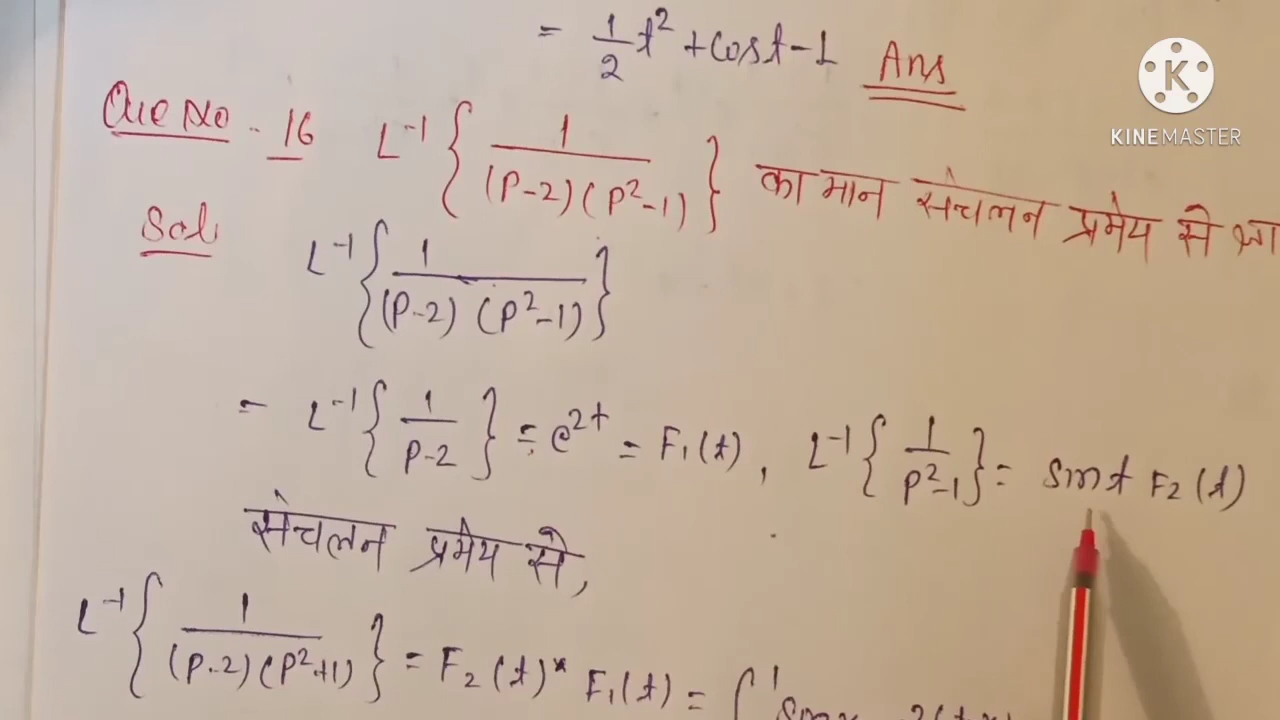 = 1/2 t² + cos t - 1 Ans
KINEMASTER
Que No - 16 L⁻¹ { 1 / (P-2)(P²-1) } का मान संचलन प्रमेय से
Sol L⁻¹ { 1 / (P-2) (P²-1) }
= L⁻¹ { 1 / P-2 } = e²ᵗ = F₁(t), L⁻¹ { 1 / P²-1 } = sin t F₂(t)
संचलन प्रमेय से,
L⁻¹ { 1 / (P-2)(P²+1) } = F₂(t)* F₁(t) = ∫